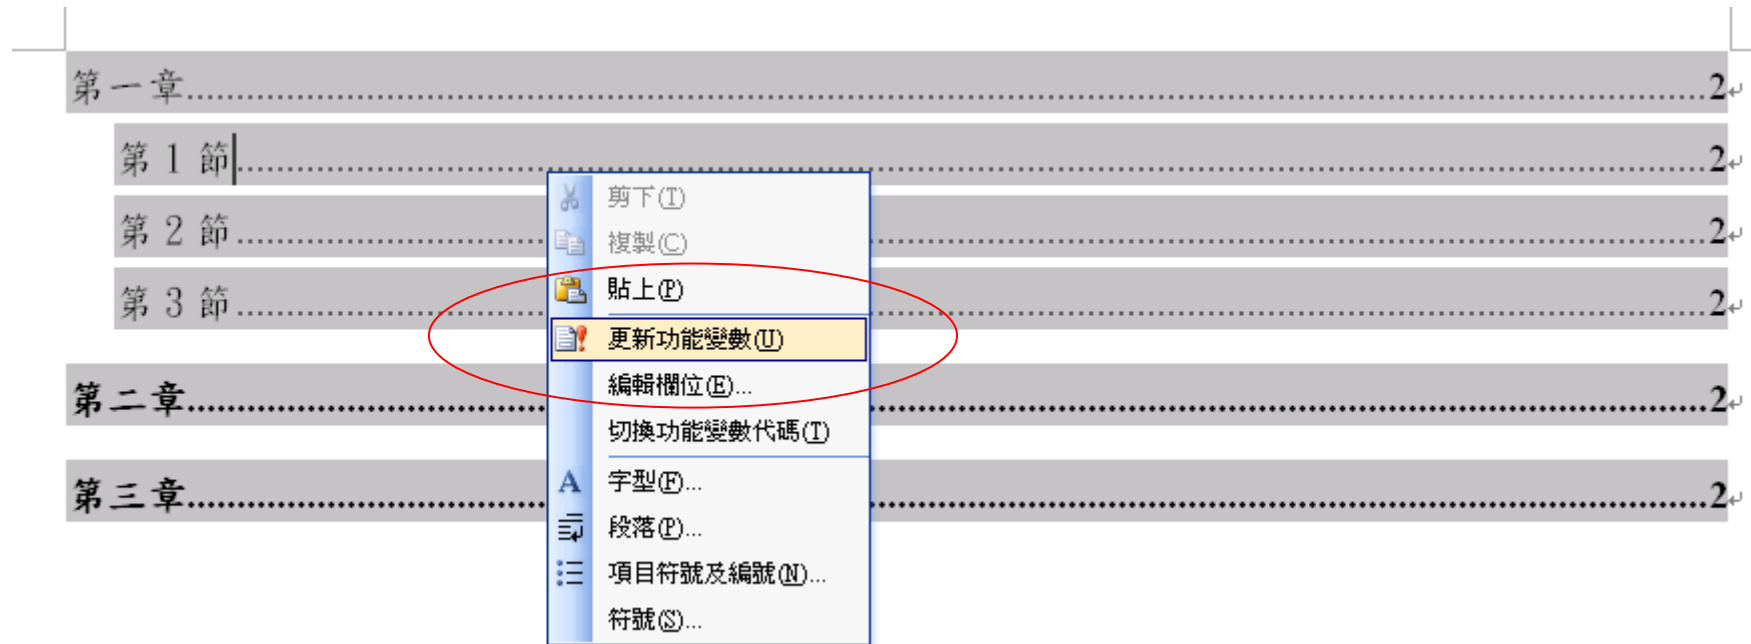 第一章......................................................2
第 1 節......................................................2
第 2 節......................................................2
第 3 節......................................................2
第二章......................................................2
第三章......................................................2
剪下(T)
複製(C)
貼上(P)
更新功能變數(U)
編輯欄位(E)...
切換功能變數代碼(T)
字型(F)...
段落(P)...
項目符號及編號(N)...
符號(S)...